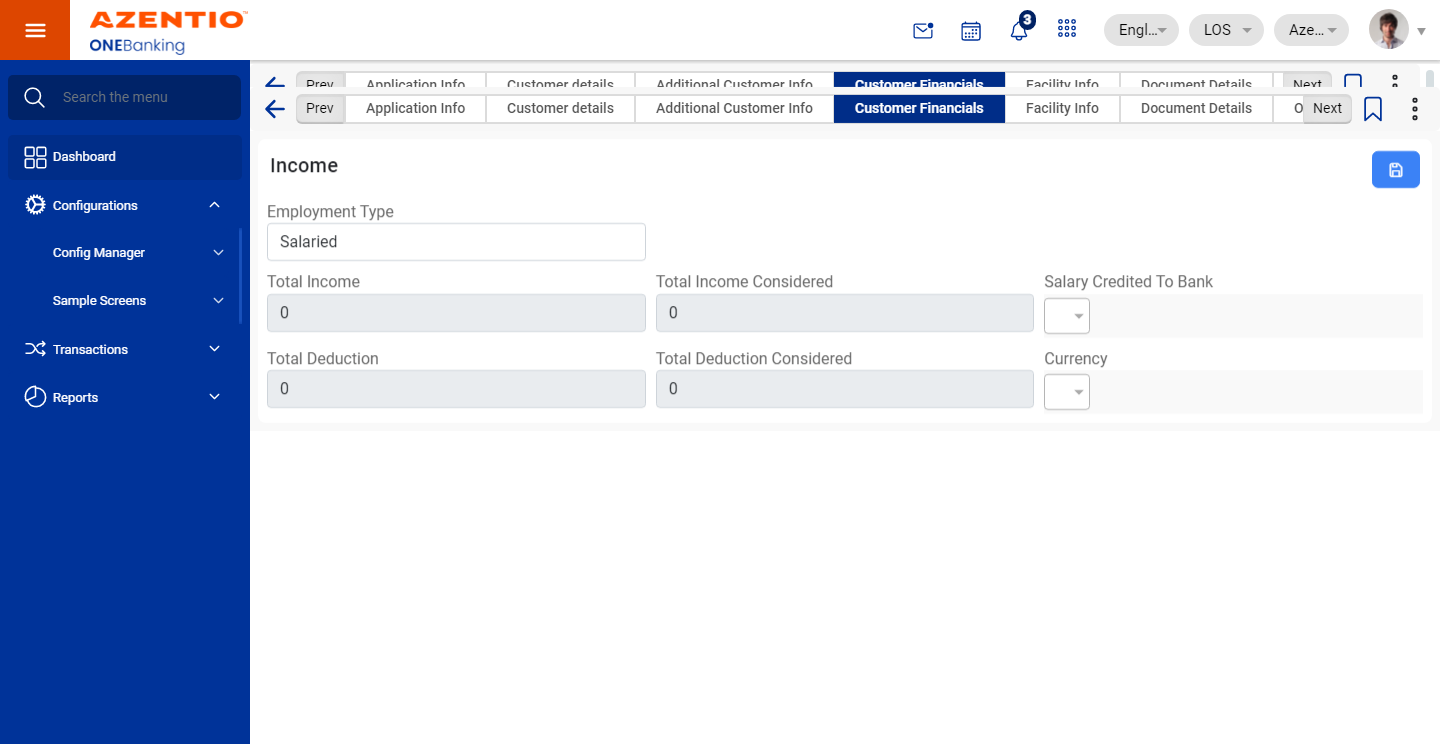 AZENTIO™
ONEBanking
3
Engl...
LOS
Aze...
Search the menu
Dashboard
Configurations
Config Manager
Sample Screens
Transactions
Reports
Prev Application Info Customer details Additional Customer Info Customer Financials Facility Info Document Details Next
Prev Application Info Customer details Additional Customer Info Customer Financials Facility Info Document Details O Next
Income
Employment Type
Salaried
Total Income Total Income Considered Salary Credited To Bank
0 0
Total Deduction Total Deduction Considered Currency
0 0